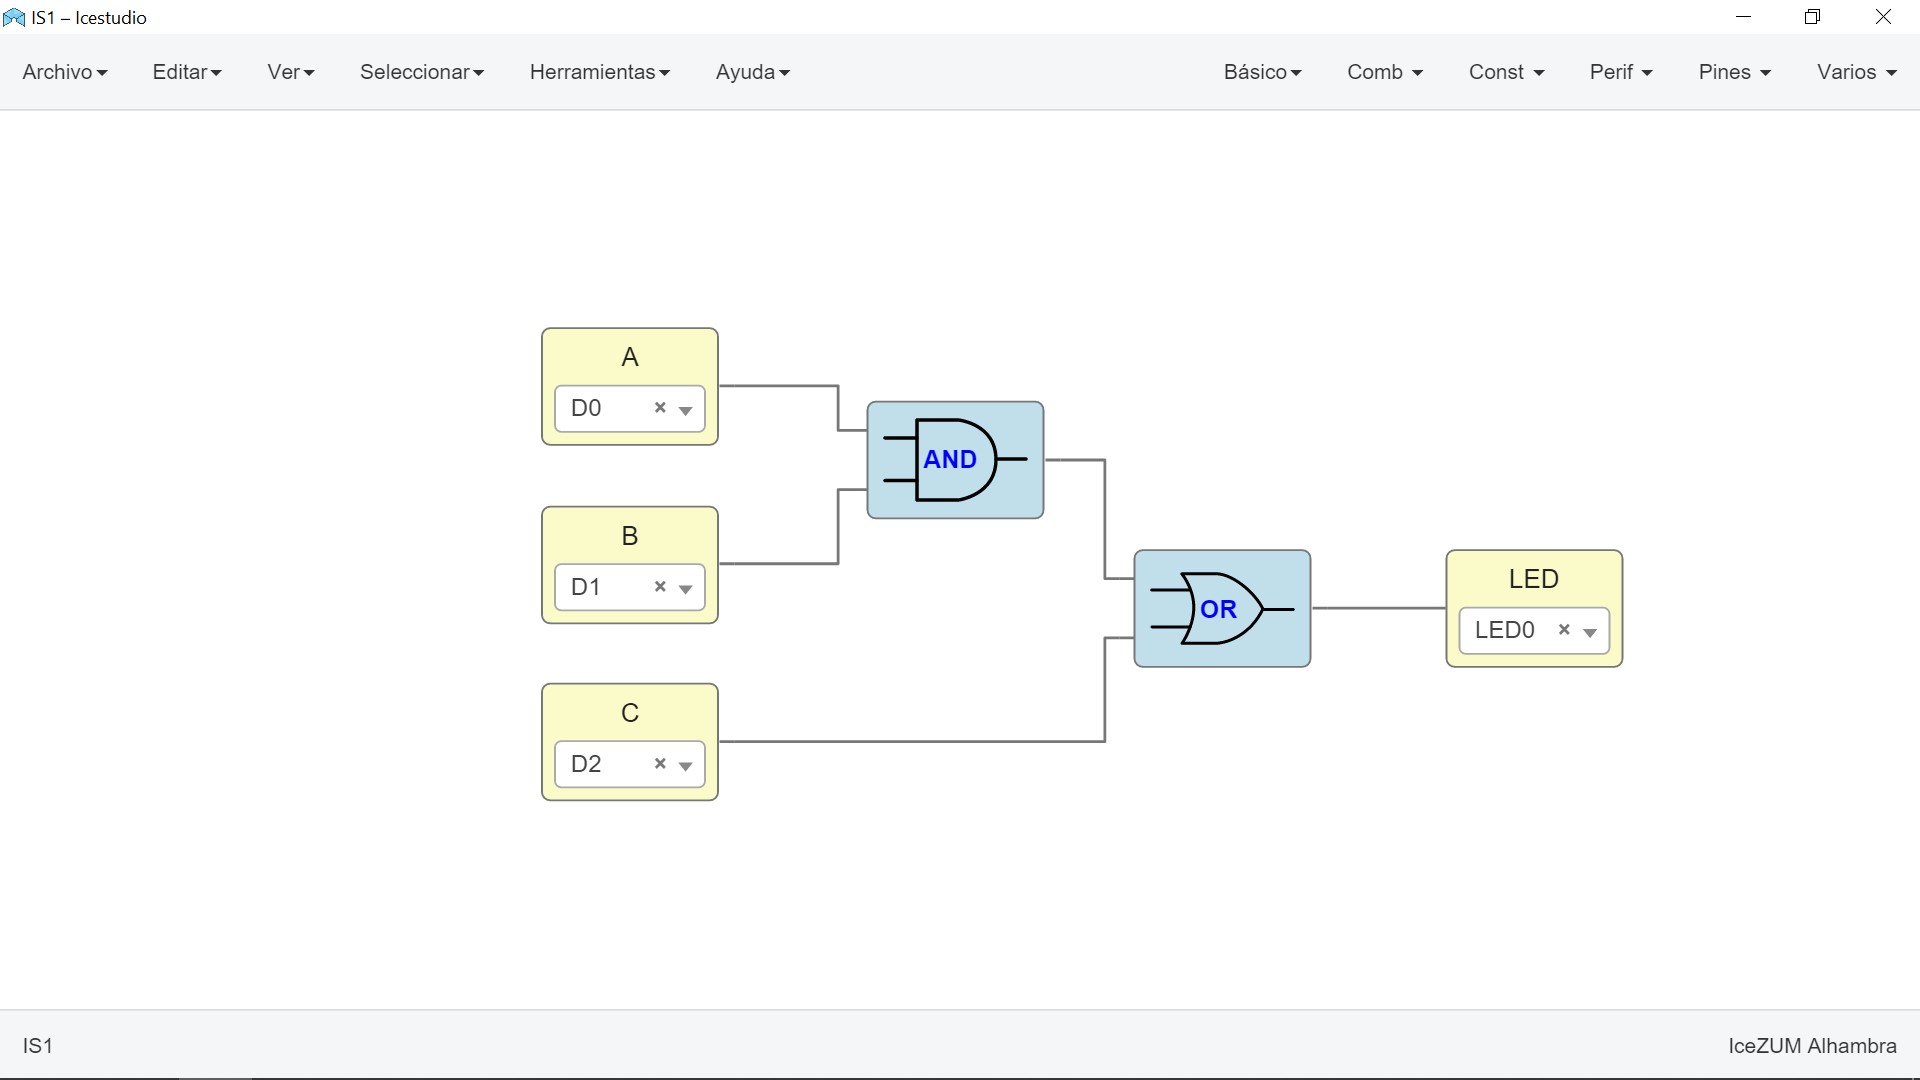 IS1 – Icestudio
Archivo Editar Ver Seleccionar Herramientas Ayuda Básico Comb Const Perif Pines Varios
A
D0 ×
AND
B
D1 ×
OR
LED
LED0 ×
C
D2 ×
IS1 IceZUM Alhambra